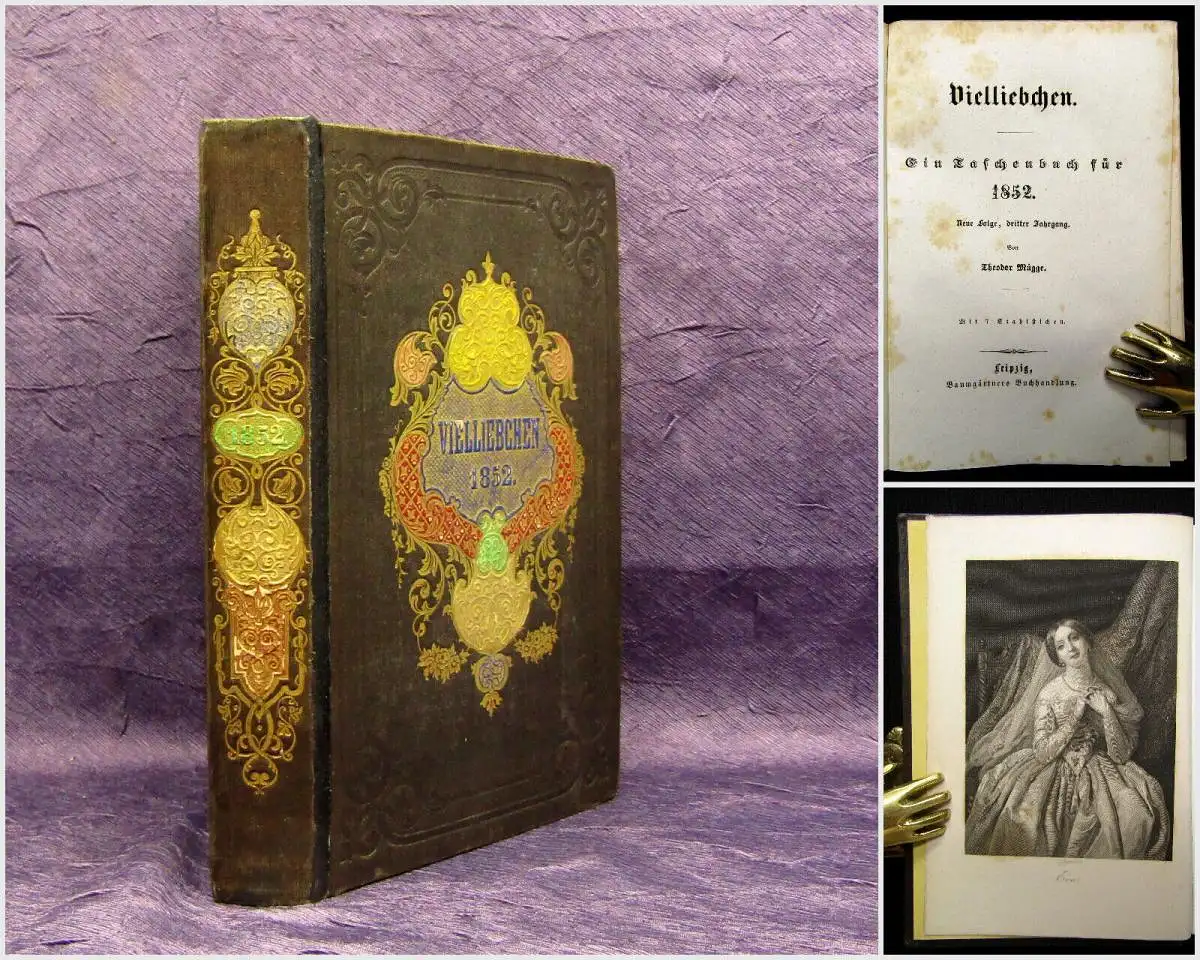 1852.
VIELLIEBCHEN
1852.
Vielliebchen.
Ein Taschenbuch für
1852.
Neue Folge, dritter Jahrgang.
Von
Theodor Mügge.
Mit 7 Stahlstichen.
Leipzig,
Baumgärtners Buchhandlung.